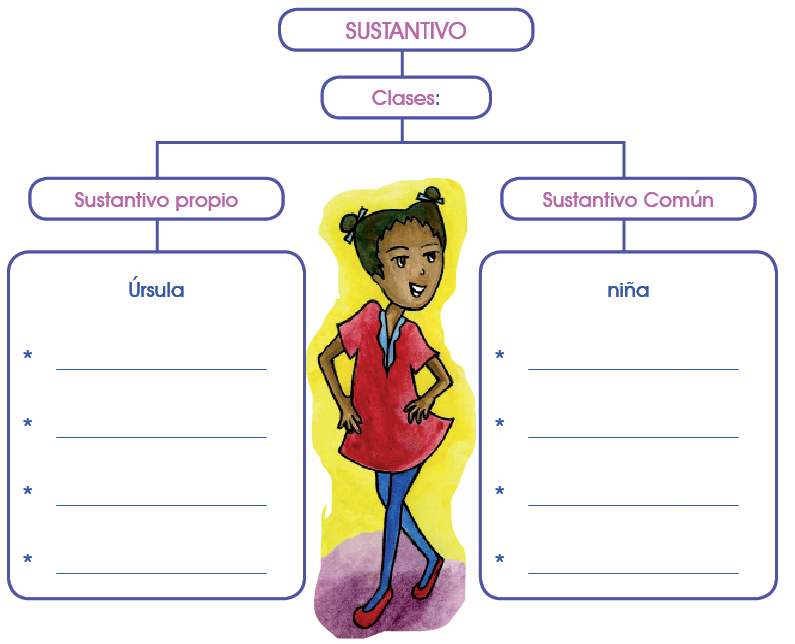 SUSTANTIVO
Clases:
Sustantivo propio
Sustantivo Común
Úrsula
niña
*
*
*
*
*
*
*
*